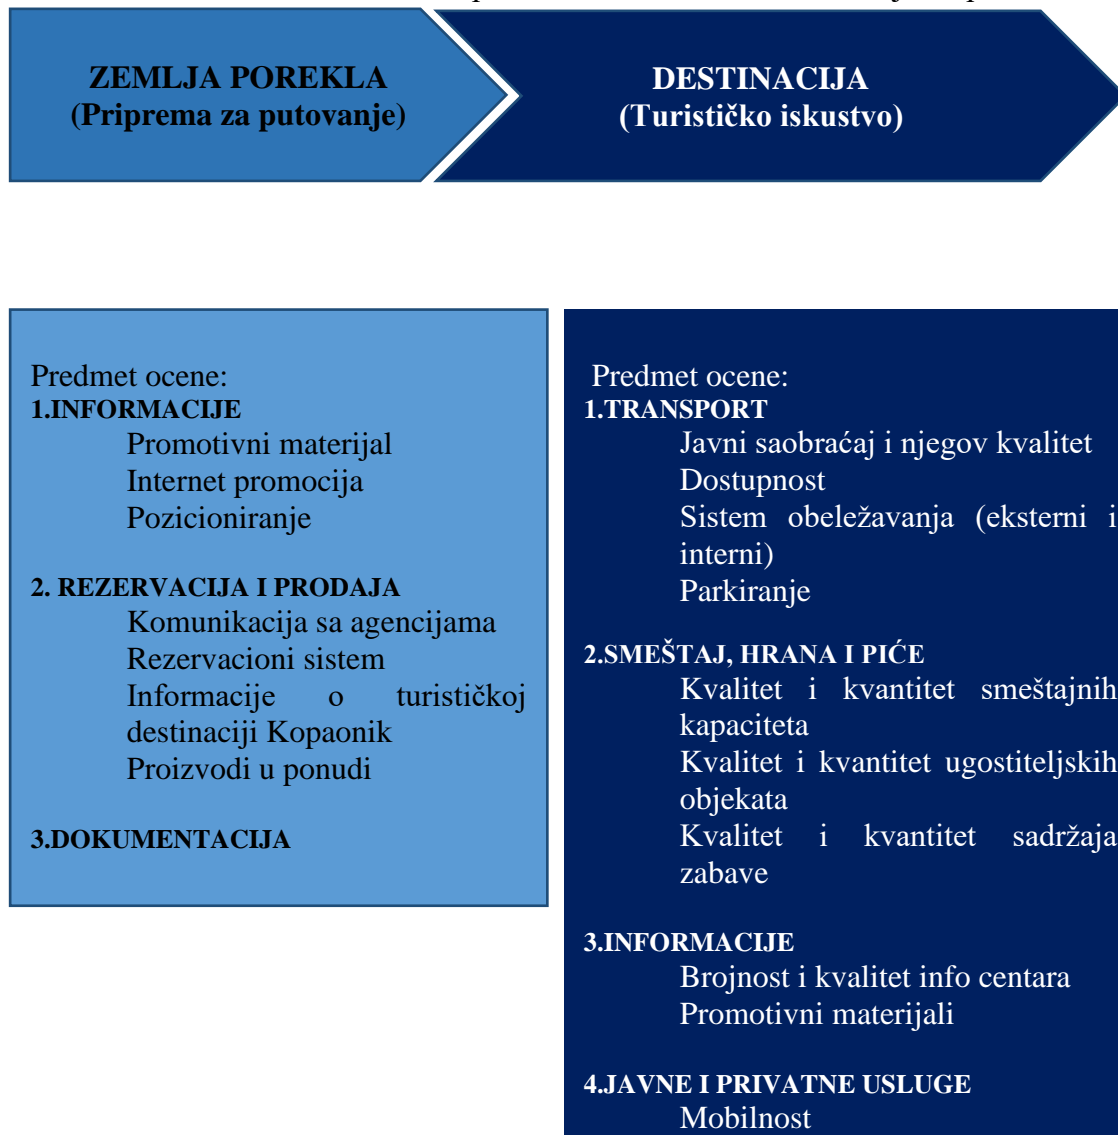 ZEMLJA POREKLA
(Priprema za putovanje)
DESTINACIJA
(Turističko iskustvo)
Predmet ocene:
1.INFORMACIJE
Promotivni materijal
Internet promocija
Pozicioniranje
2. REZERVACIJA I PRODAJA
Komunikacija sa agencijama
Rezervacioni sistem
Informacije o turističkoj
destinaciji Kopaonik
Proizvodi u ponudi
3.DOKUMENTACIJA
Predmet ocene:
1.TRANSPORT
Javni saobraćaj i njegov kvalitet
Dostupnost
Sistem obeležavanja (eksterni i
interni)
Parkiranje
2.SMEŠTAJ, HRANA I PIĆE
Kvalitet i kvantitet smeštajnih
kapaciteta
Kvalitet i kvantitet ugostiteljskih
objekata
Kvalitet i kvantitet sadržaja
zabave
3.INFORMACIJE
Brojnost i kvalitet info centara
Promotivni materijali
4.JAVNE I PRIVATNE USLUGE
Mobilnost